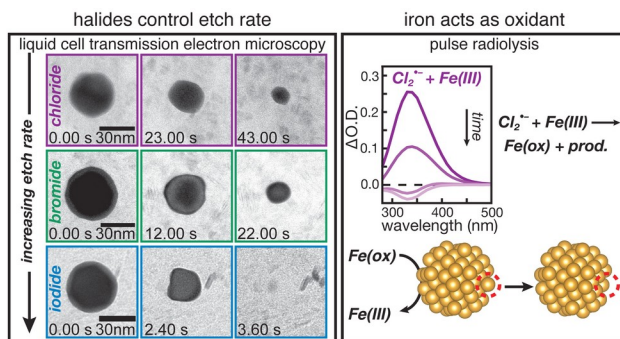 halides control etch rate
liquid cell transmission electron microscopy
increasing etch rate
chloride
0.00 s 30nm
23.00 s
43.00 s
bromide
0.00 s 30nm
12.00 s
22.00 s
iodide
0.00 s 30nm
2.40 s
3.60 s
iron acts as oxidant
pulse radiolysis
Cl₂•⁻ + Fe(III)
ΔO.D.
0.3
0.2
0.1
0.0
time
300 400 500
wavelength (nm)
Cl₂•⁻ + Fe(III) ⟶
Fe(ox) + prod.
Fe(ox)
Fe(III)